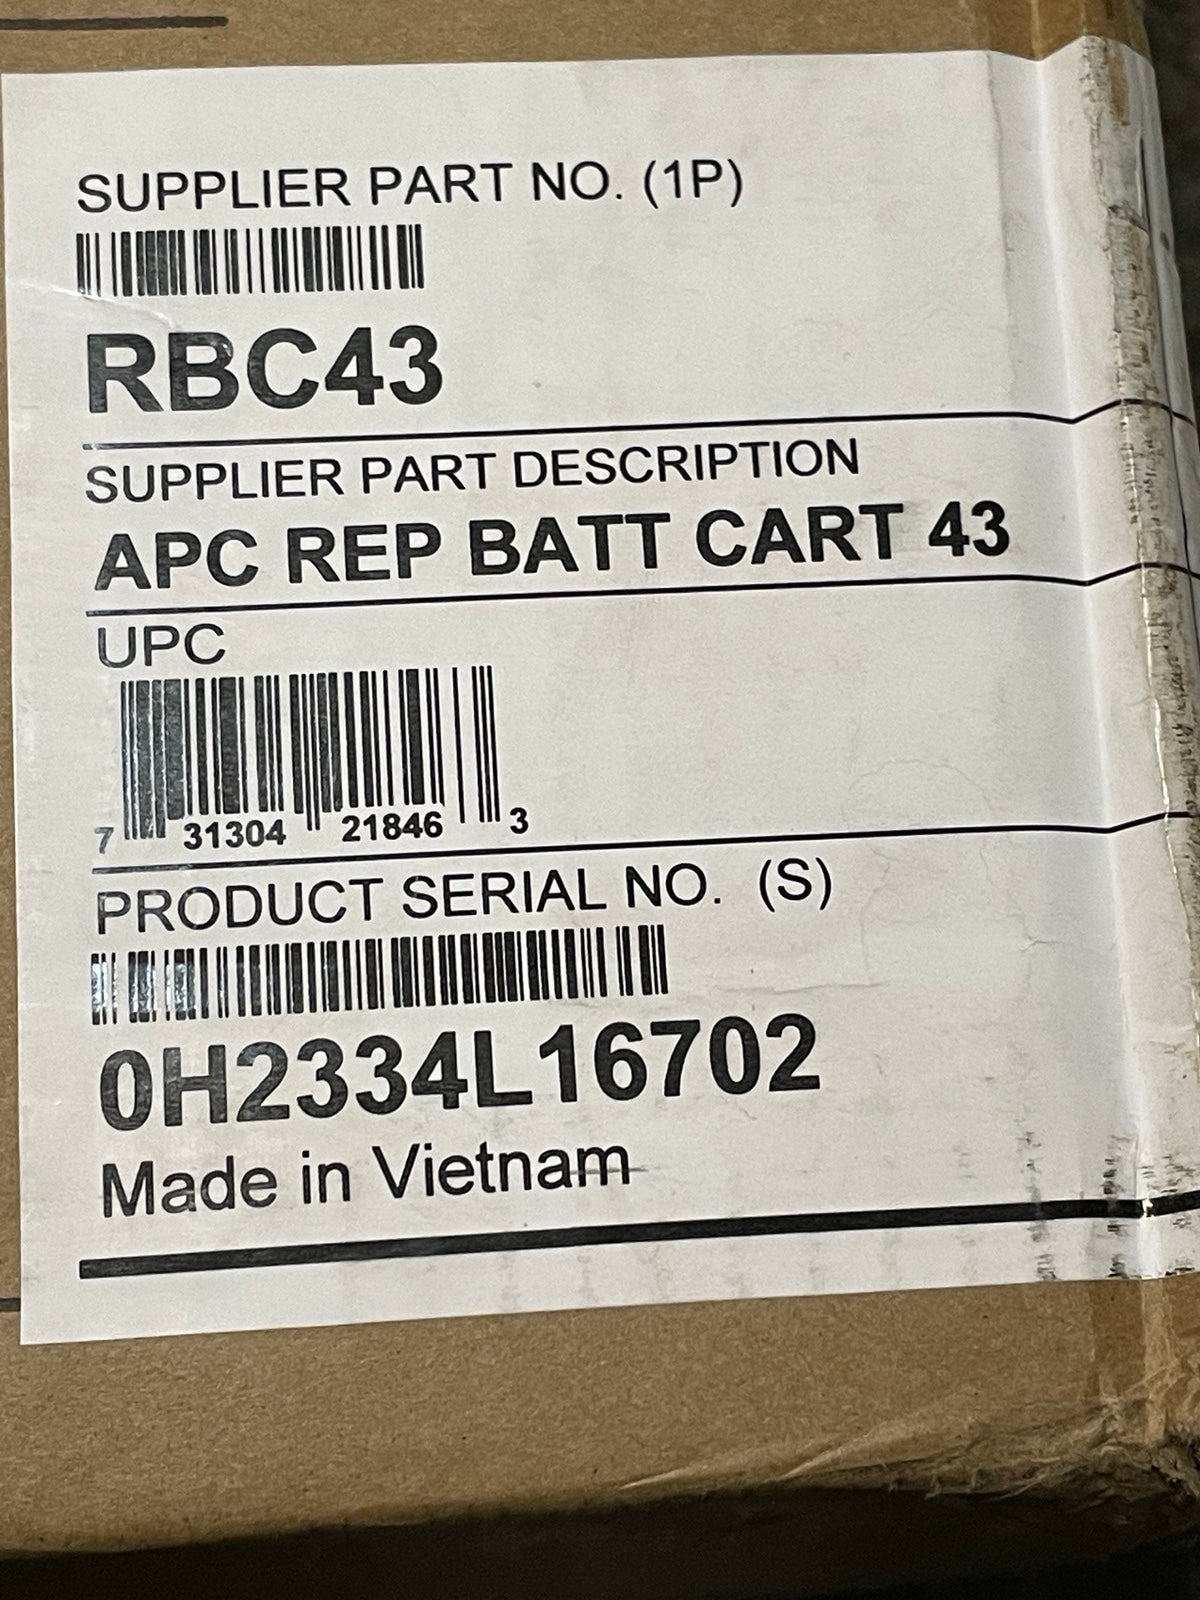 SUPPLIER PART NO. (1P)
RBC43
SUPPLIER PART DESCRIPTION
APC REP BATT CART 43
UPC
7 31304 21846 3
PRODUCT SERIAL NO. (S)
0H2334L16702
Made in Vietnam